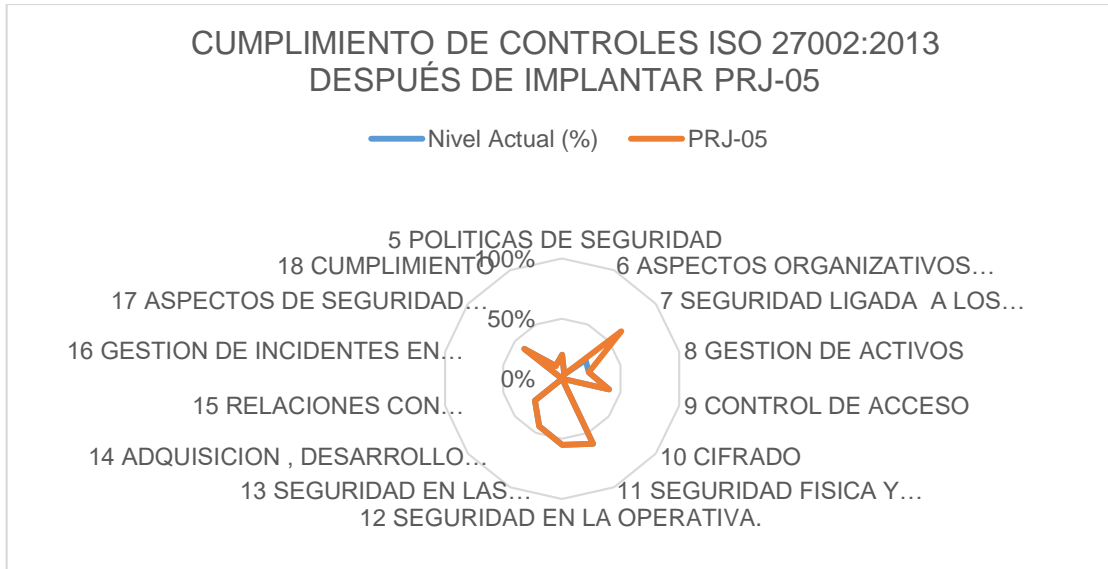 CUMPLIMIENTO DE CONTROLES ISO 27002:2013
DESPUÉS DE IMPLANTAR PRJ-05
Nivel Actual (%) PRJ-05
5 POLITICAS DE SEGURIDAD
100%
18 CUMPLIMIENTO
6 ASPECTOS ORGANIZATIVOS…
17 ASPECTOS DE SEGURIDAD…
7 SEGURIDAD LIGADA  A LOS…
50%
16 GESTION DE INCIDENTES EN…
8 GESTION DE ACTIVOS
0%
15 RELACIONES CON…
9 CONTROL DE ACCESO
14 ADQUISICION , DESARROLLO…
10 CIFRADO
13 SEGURIDAD EN LAS…
11 SEGURIDAD FISICA Y…
12 SEGURIDAD EN LA OPERATIVA.